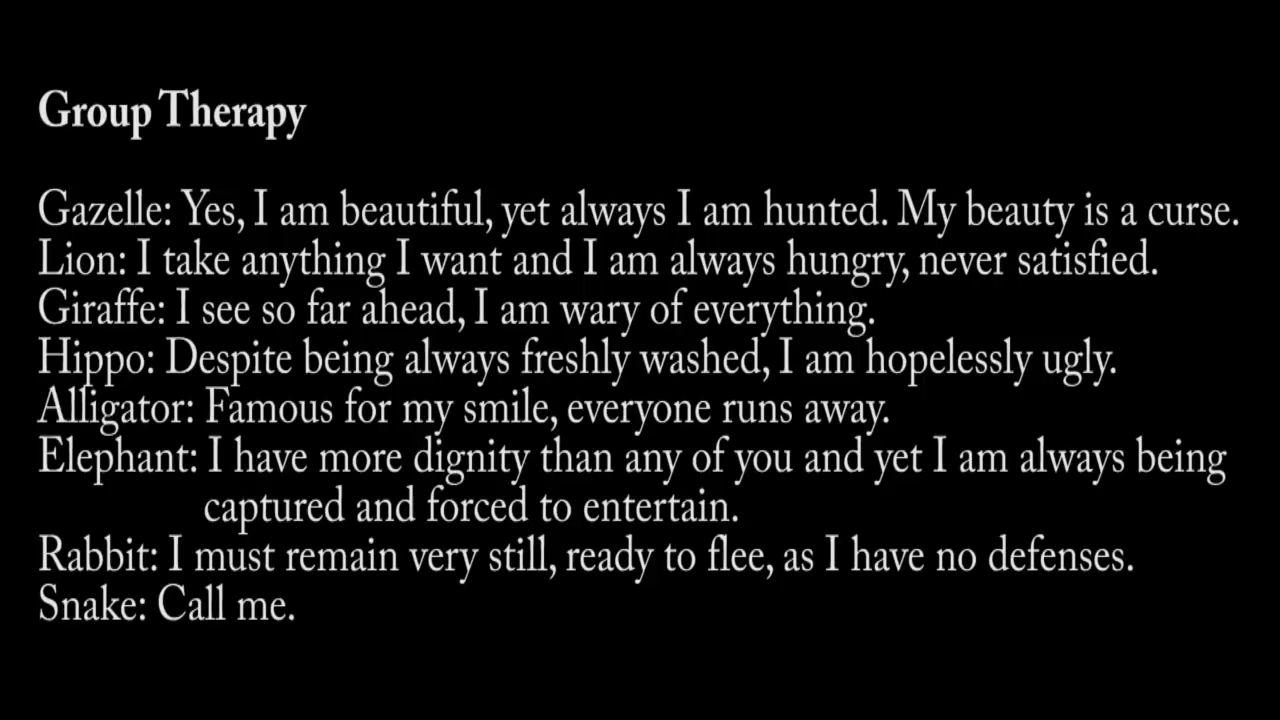 Group Therapy
Gazelle: Yes, I am beautiful, yet always I am hunted. My beauty is a curse.
Lion: I take anything I want and I am always hungry, never satisfied.
Giraffe: I see so far ahead, I am wary of everything.
Hippo: Despite being always freshly washed, I am hopelessly ugly.
Alligator: Famous for my smile, everyone runs away.
Elephant: I have more dignity than any of you and yet I am always being
captured and forced to entertain.
Rabbit: I must remain very still, ready to flee, as I have no defenses.
Snake: Call me.